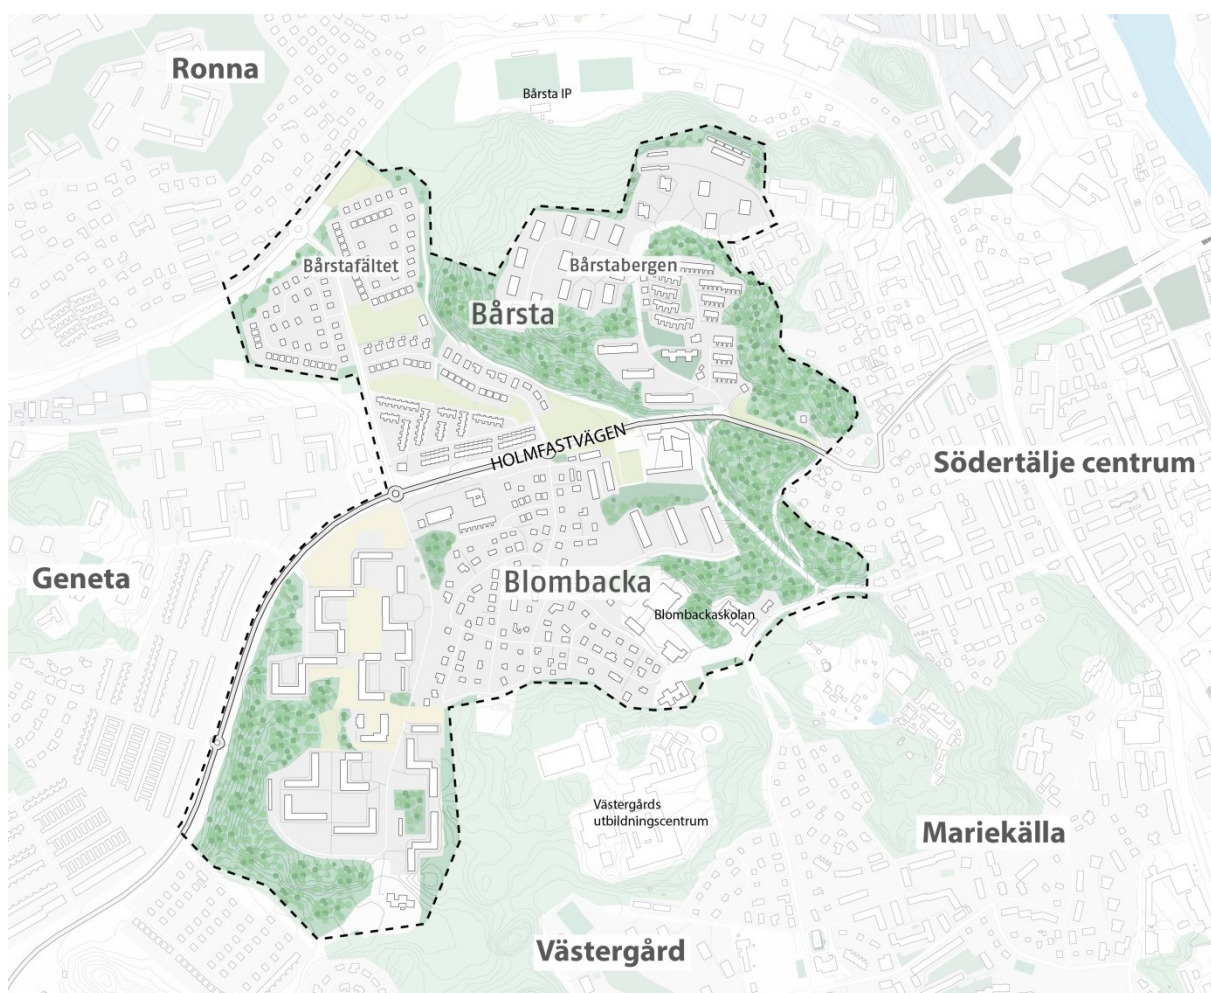 Ronna
Bårsta IP
Bårstafältet
Bårstabergen
Bårsta
HOLMFASTVÄGEN
Södertälje centrum
Geneta
Blombacka
Blombackaskolan
Västergårds
utbildningscentrum
Mariekälla
Västergård